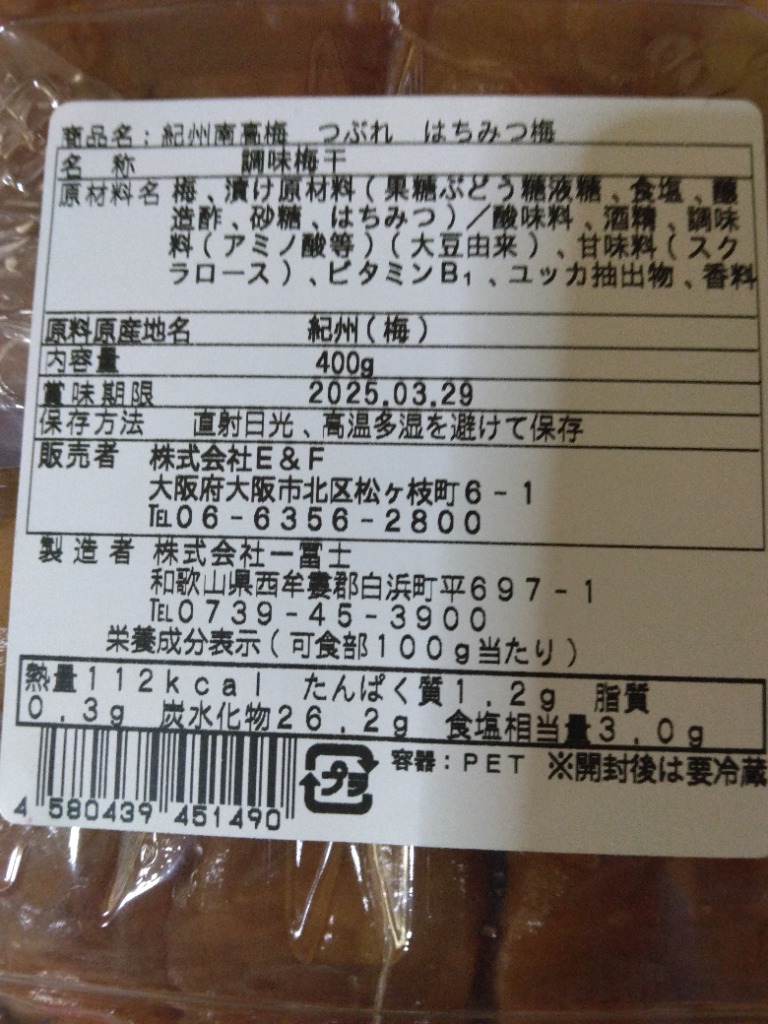 商品名:紀州南高梅 つぶれ はちみつ梅
名称 調味梅干
原材料名 梅、漬け原材料(果糖ぶどう糖液糖、食塩、醸
造酢、砂糖、はちみつ)/酸味料、酒精、調味
料(アミノ酸等)(大豆由来)、甘味料(スク
ラロース)、ビタミンB₁、ユッカ抽出物、香料
原料原産地名 紀州(梅)
内容量 400g
賞味期限 2025.03.29
保存方法 直射日光、高温多湿を避けて保存
販売者 株式会社E&F
大阪府大阪市北区松ヶ枝町6-1
℡06-6356-2800
製造者 株式会社一冨士
和歌山県西牟婁郡白浜町平697-1
℡0739-45-3900
栄養成分表示(可食部100g当たり)
熱量112kcal たんぱく質1.2g 脂質
0.3g 炭水化物26.2g 食塩相当量3.0g
プラ 容器:PET ※開封後は要冷蔵
4 580439 451490